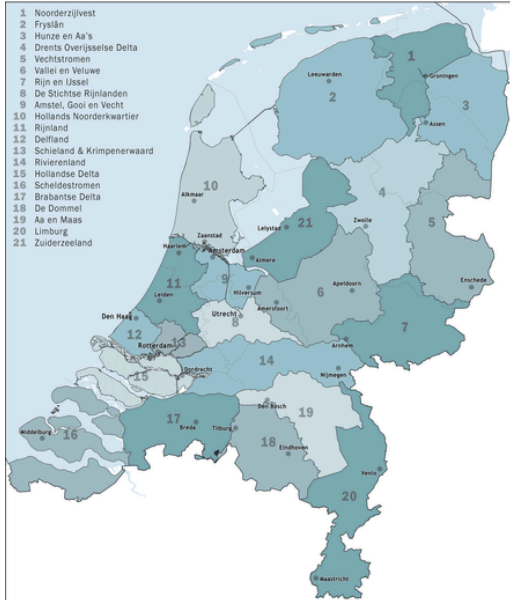 1 Noorderzijlvest
2 Fryslân
3 Hunze en Aa's
4 Drents Overijsselse Delta
5 Vechtstromen
6 Vallei en Veluwe
7 Rijn en IJssel
8 De Stichtse Rijnlanden
9 Amstel, Gooi en Vecht
10 Hollands Noorderkwartier
11 Rijnland
12 Delfland
13 Schieland & Krimpenerwaard
14 Rivierenland
15 Hollandse Delta
16 Scheldestromen
17 Brabantse Delta
18 De Dommel
19 Aa en Maas
20 Limburg
21 Zuiderzeeland
1
Leeuwarden
Groningen
2
3
Assen
10
4
Alkmaar
Zwolle
5
Lelystad
21
Zaanstad
Haarlem
Amsterdam
Almere
9
11
Hilversum
6
Apeldoorn
Enschede
Leiden
Amersfoort
Den Haag
Utrecht
8
12
13
7
Rotterdam
Arnhem
14
15
Dordrecht
Nijmegen
Den Bosch
19
17
Breda
Tilburg
16
Middelburg
18
Eindhoven
Venlo
20
Maastricht